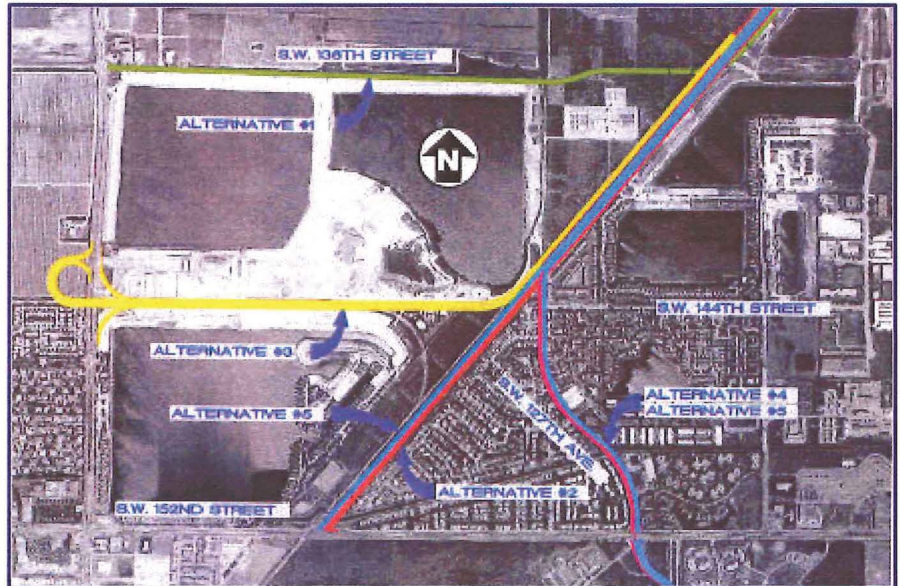 S.W. 136TH STREET
ALTERNATIVE #1
N
S.W. 144TH STREET
ALTERNATIVE #3
ALTERNATIVE #4
ALTERNATIVE #5
S.W. 127TH AVE.
ALTERNATIVE #5
ALTERNATIVE #2
S.W. 152ND STREET